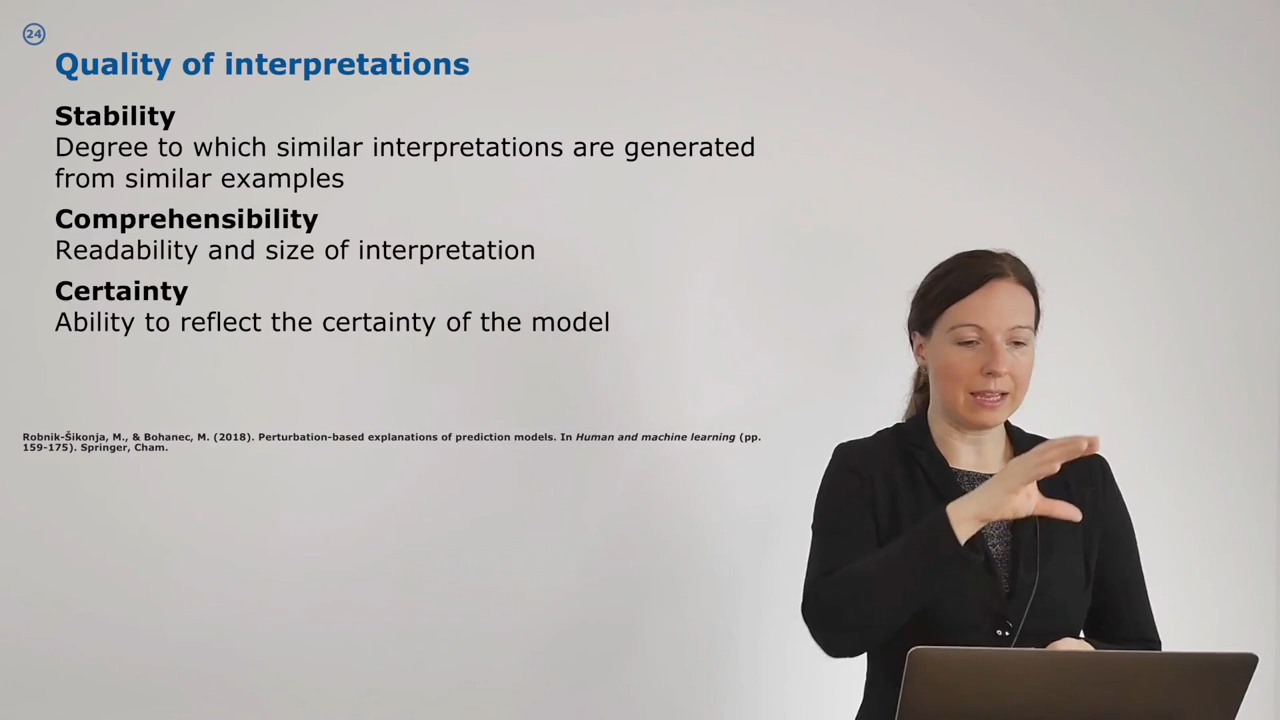 24
Quality of interpretations
Stability
Degree to which similar interpretations are generated
from similar examples
Comprehensibility
Readability and size of interpretation
Certainty
Ability to reflect the certainty of the model
Robnik-Šikonja, M., & Bohanec, M. (2018). Perturbation-based explanations of prediction models. In Human and machine learning (pp.
159-175). Springer, Cham.